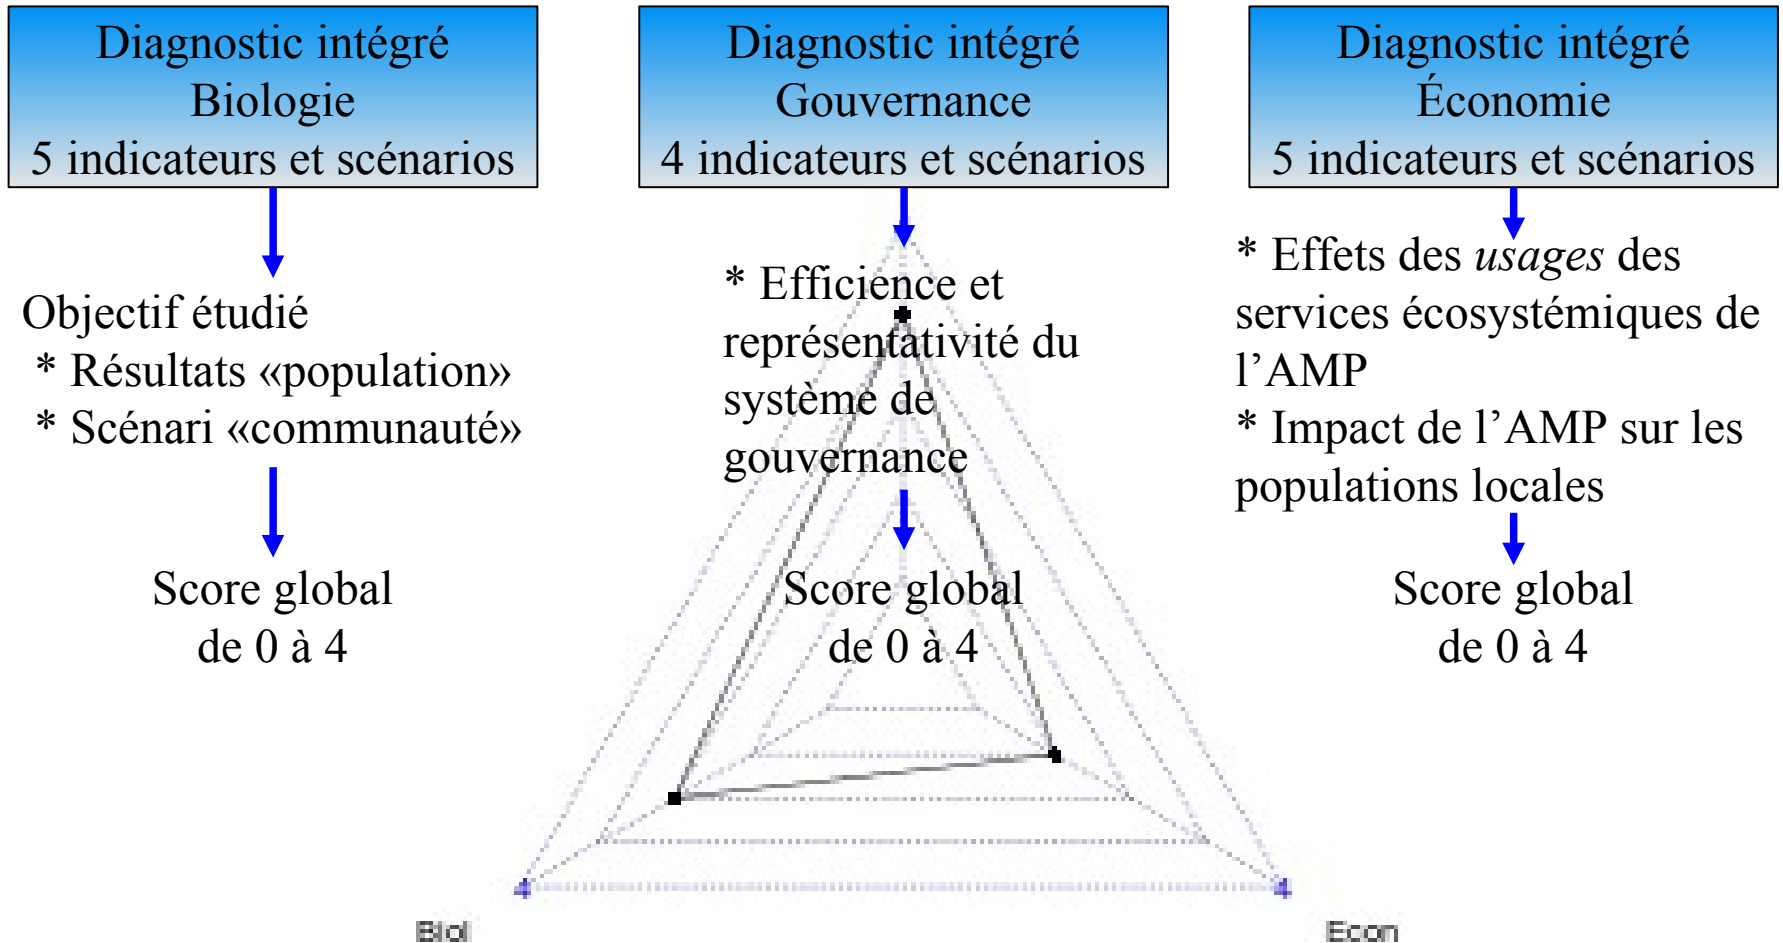 Diagnostic intégré
Biologie
5 indicateurs et scénarios
Objectif étudié
* Résultats «population»
* Scénari «communauté»
Score global
de 0 à 4
Diagnostic intégré
Gouvernance
4 indicateurs et scénarios
* Efficience et
représentativité du
système de
gouvernance
Score global
de 0 à 4
Diagnostic intégré
Économie
5 indicateurs et scénarios
* Effets des usages des
services écosystémiques de
l’AMP
* Impact de l’AMP sur les
populations locales
Score global
de 0 à 4
Biol
Econ